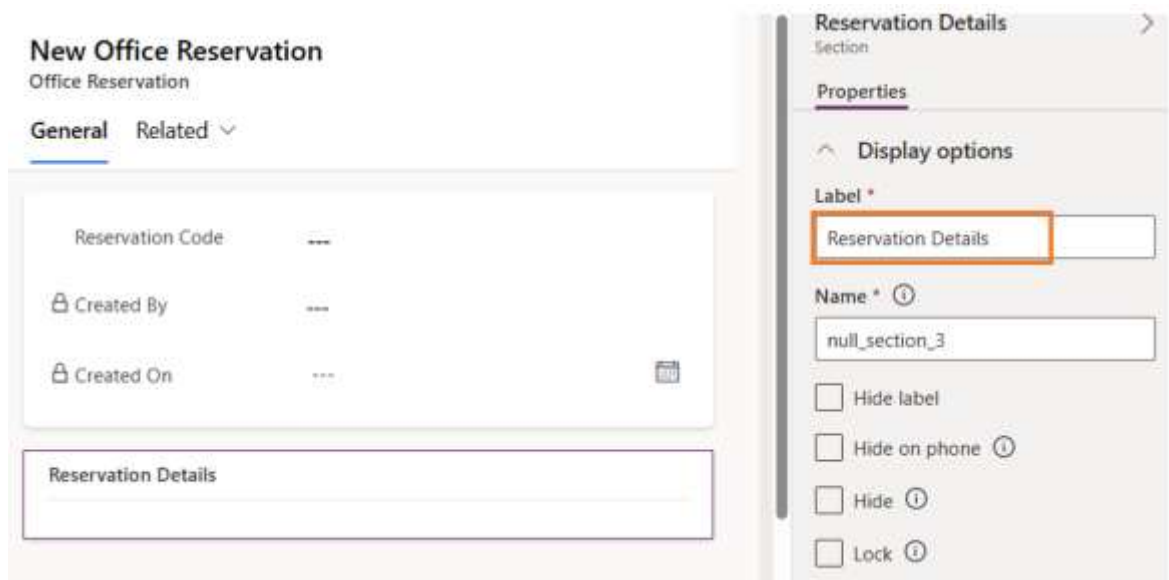 New Office Reservation
Office Reservation
General Related
Reservation Code ---
Created By ---
Created On ---
Reservation Details
Reservation Details
Section
Properties
Display options
Label *
Reservation Details
Name *
null_section_3
Hide label
Hide on phone
Hide
Lock